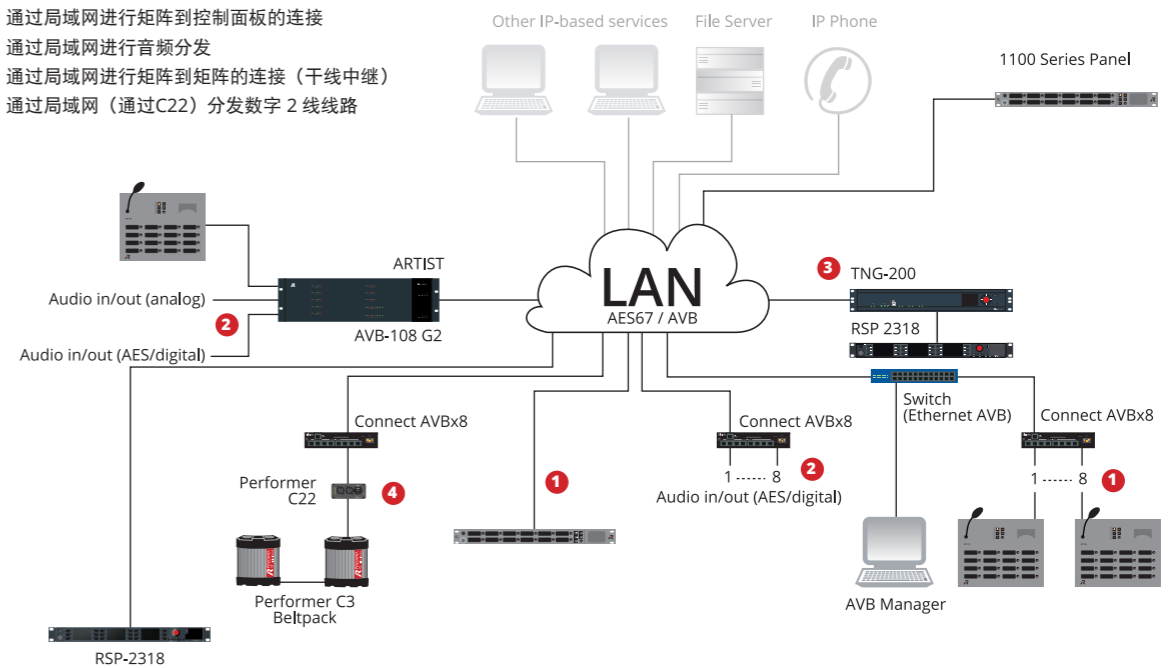 通过局域网进行矩阵到控制面板的连接
通过局域网进行音频分发
通过局域网进行矩阵到矩阵的连接（干线中继）
通过局域网（通过C22）分发数字 2 线线路
Other IP-based services
File Server
IP Phone
1100 Series Panel
ARTIST
Audio in/out (analog)
2
AVB-108 G2
Audio in/out (AES/digital)
LAN
AES67 / AVB
3
TNG-200
RSP 2318
Switch
(Ethernet AVB)
Connect AVBx8
Performer
C22
4
Performer C3
Beltpack
RSP-2318
1
Connect AVBx8
1 ------ 8
2
Audio in/out (AES/digital)
AVB Manager
Connect AVBx8
1 ------ 8
1